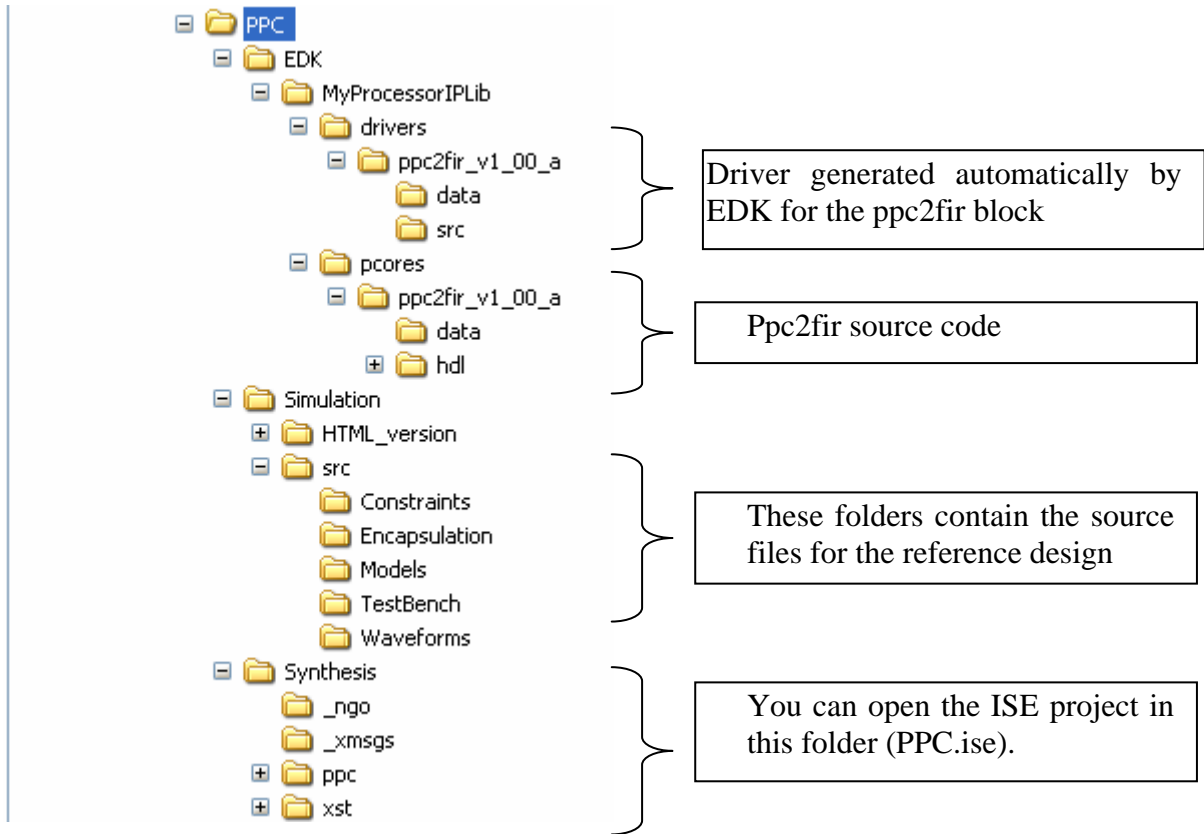 PPC
EDK
MyProcessorIPLib
drivers
ppc2fir_v1_00_a
data
src
pcores
ppc2fir_v1_00_a
data
hdl
Simulation
HTML_version
src
Constraints
Encapsulation
Models
TestBench
Waveforms
Synthesis
_ngo
_xmsgs
ppc
xst
Driver generated automatically by
EDK for the ppc2fir block
Ppc2fir source code
These folders contain the source
files for the reference design
You can open the ISE project in
this folder (PPC.ise).